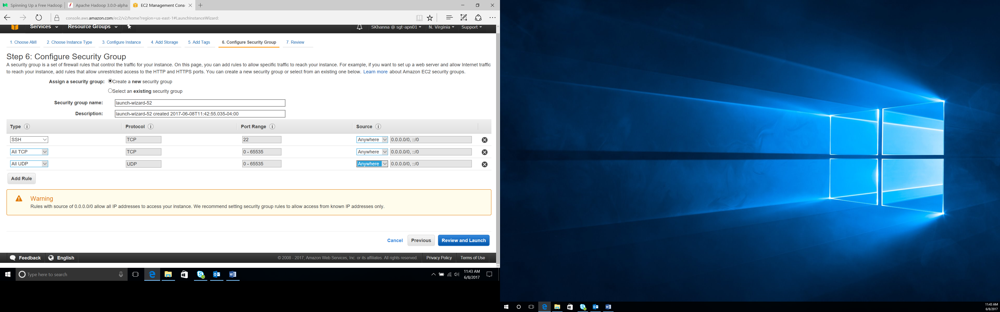 Spinning Up a Free Hadoop
Apache Hadoop 3.0.0-alpha
EC2 Management Cons
console.aws.amazon.com/ec2/v2/home?region=us-east-1#LaunchInstanceWizard:
Services
Resource Groups
SKhanna @ sgt-apn01
N. Virginia
Support
1. Choose AMI
2. Choose Instance Type
3. Configure Instance
4. Add Storage
5. Add Tags
6. Configure Security Group
7. Review
Step 6: Configure Security Group
A security group is a set of firewall rules that control the traffic for your instance. On this page, you can add rules to allow specific traffic to reach your instance. For example, if you want to set up a web server and allow Internet traffic
to reach your instance, add rules that allow unrestricted access to the HTTP and HTTPS ports. You can create a new security group or select from an existing one below. Learn more about Amazon EC2 security groups.
Assign a security group: Create a new security group
Select an existing security group
Security group name: launch-wizard-52
Description: launch-wizard-52 created 2017-06-08T11:42:55.035-04:00
Type Protocol Port Range Source
SSH TCP 22 Anywhere 0.0.0.0/0, ::/0
All TCP TCP 0 - 65535 Anywhere 0.0.0.0/0, ::/0
All UDP UDP 0 - 65535 Anywhere 0.0.0.0/0, ::/0
Add Rule
Warning
Rules with source of 0.0.0.0/0 allow all IP addresses to access your instance. We recommend setting security group rules to allow access from known IP addresses only.
Cancel Previous Review and Launch
Feedback English © 2008 - 2017, Amazon Web Services, Inc. or its affiliates. All rights reserved. Privacy Policy Terms of Use
Type here to search
11:43 AM
6/8/2017
11:43 AM
6/8/2017